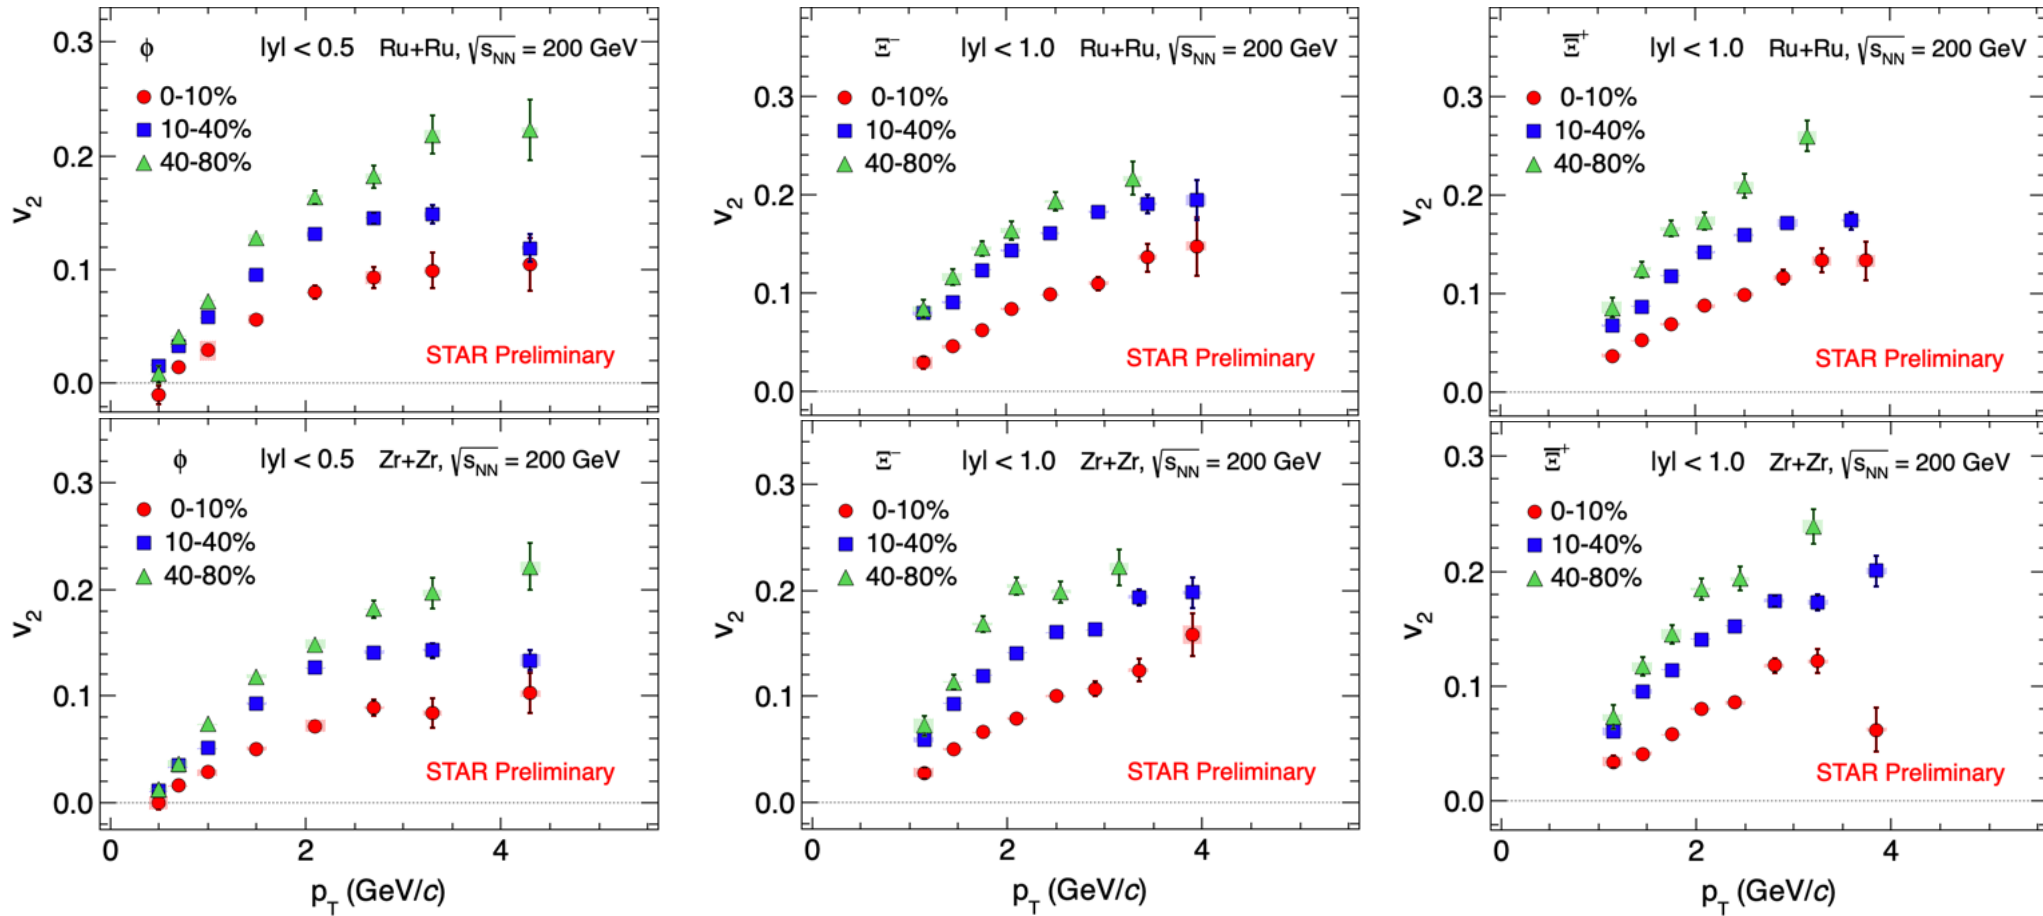 0.3
0.2
0.1
0.0
v₂
ϕ |y| < 0.5 Ru+Ru, √sNN = 200 GeV
0-10%
10-40%
40-80%
STAR Preliminary
0.3
0.2
0.1
0.0
v₂
Ξ⁻ |y| < 1.0 Ru+Ru, √sNN = 200 GeV
0-10%
10-40%
40-80%
STAR Preliminary
0.3
0.2
0.1
0.0
v₂
Ξ̅⁺ |y| < 1.0 Ru+Ru, √sNN = 200 GeV
0-10%
10-40%
40-80%
STAR Preliminary
0.3
0.2
0.1
0.0
v₂
ϕ |y| < 0.5 Zr+Zr, √sNN = 200 GeV
0-10%
10-40%
40-80%
STAR Preliminary
0 2 4
pT (GeV/c)
0.3
0.2
0.1
0.0
v₂
Ξ⁻ |y| < 1.0 Zr+Zr, √sNN = 200 GeV
0-10%
10-40%
40-80%
STAR Preliminary
0 2 4
pT (GeV/c)
0.3
0.2
0.1
0.0
v₂
Ξ̅⁺ |y| < 1.0 Zr+Zr, √sNN = 200 GeV
0-10%
10-40%
40-80%
STAR Preliminary
0 2 4
pT (GeV/c)